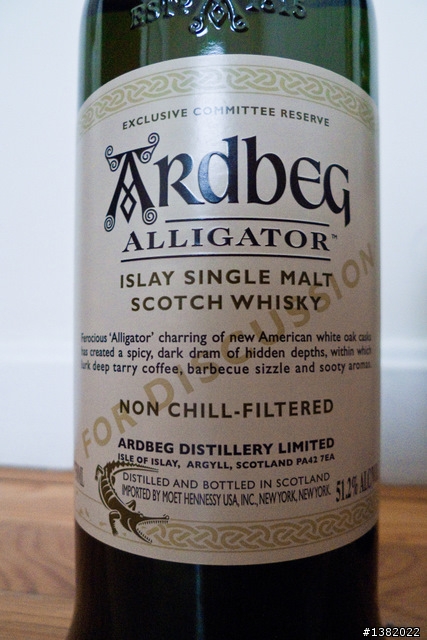 ESTD 1815
EXCLUSIVE COMMITTEE RESERVE
ARDBEG
ALLIGATOR™
ISLAY SINGLE MALT
SCOTCH WHISKY
FOR DISCUSSION
Ferocious 'Alligator' charring of new American white oak casks
has created a spicy, dark dram of hidden depths, within which
dark deep tarry coffee, barbecue sizzle and sooty aromas
NON CHILL-FILTERED
ARDBEG DISTILLERY LIMITED
ISLE OF ISLAY, ARGYLL, SCOTLAND PA42 7EA
DISTILLED AND BOTTLED IN SCOTLAND
IMPORTED BY MOET HENNESSY USA, INC., NEW YORK, NEW YORK.
51.2%
#1382022